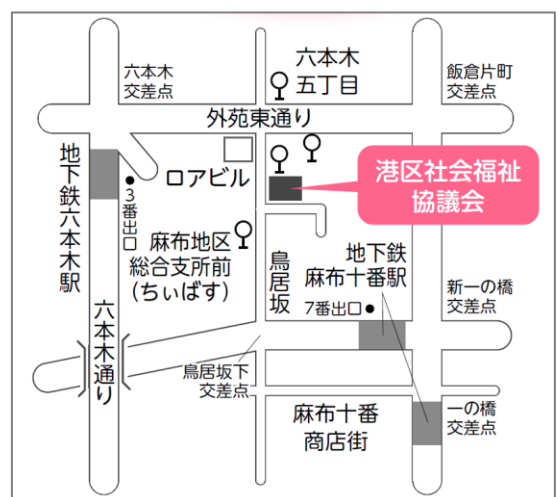 六本木
交差点
六本木
五丁目
飯倉片町
交差点
外苑東通り
地下鉄六本木駅
3番出口
ロアビル
港区社会福祉
協議会
麻布地区
総合支所前
(ちぃばす)
鳥居坂
地下鉄
麻布十番駅
7番出口
新一の橋
交差点
六本木通り
鳥居坂下
交差点
麻布十番
商店街
一の橋
交差点